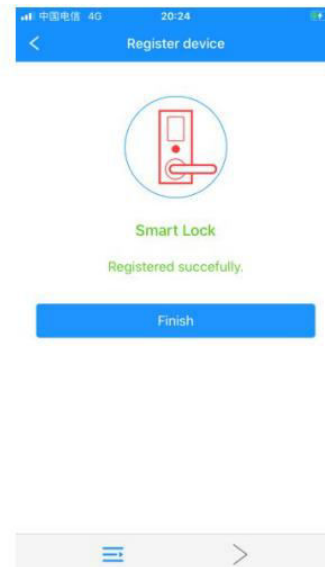 中国电信 4G 20:24
Register device
Smart Lock
Registered succefully.
Finish